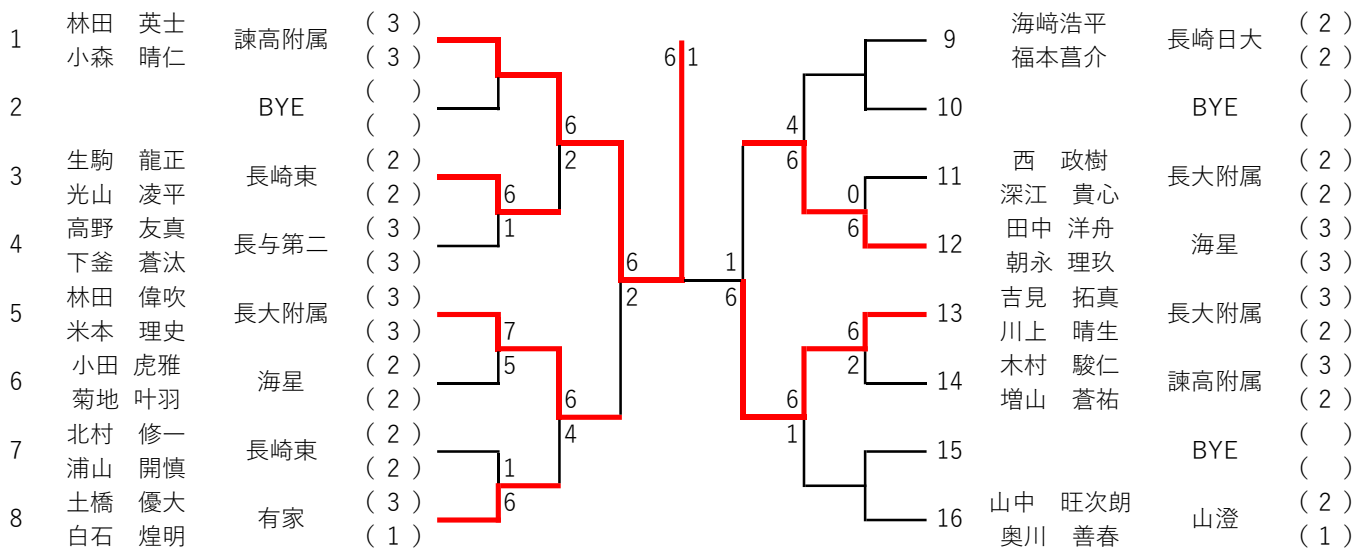 林田　英士 ( 3 )
1 諫高附属
小森　晴仁 ( 3 )
( )
2 BYE
( )
生駒　龍正 ( 2 )
3 長崎東
光山　凌平 ( 2 )
高野　友真 ( 3 )
4 長与第二
下釜　蒼汰 ( 3 )
林田　偉吹 ( 3 )
5 長大附属
米本　理史 ( 3 )
小田 虎雅 ( 2 )
6 海星
菊地 叶羽 ( 2 )
北村　修一 ( 2 )
7 長崎東
浦山　開慎 ( 2 )
土橋　優大 ( 3 )
8 有家
白石　煌明 ( 1 )
6
2
6
1
7
5
6
4
1
6
6
2
6 1
1
6
4
6
0
6
6
2
6
1
海﨑浩平 ( 2 )
9 長崎日大
福本菖介 ( 2 )
( )
10 BYE
( )
西　政樹 ( 2 )
11 長大附属
深江　貴心 ( 2 )
田中 洋舟 ( 3 )
12 海星
朝永 理玖 ( 3 )
吉見　拓真 ( 3 )
13 長大附属
川上　晴生 ( 2 )
木村　駿仁 ( 3 )
14 諫高附属
増山　蒼祐 ( 2 )
( )
15 BYE
( )
山中　旺次朗 ( 2 )
16 山澄
奥川　善春 ( 1 )